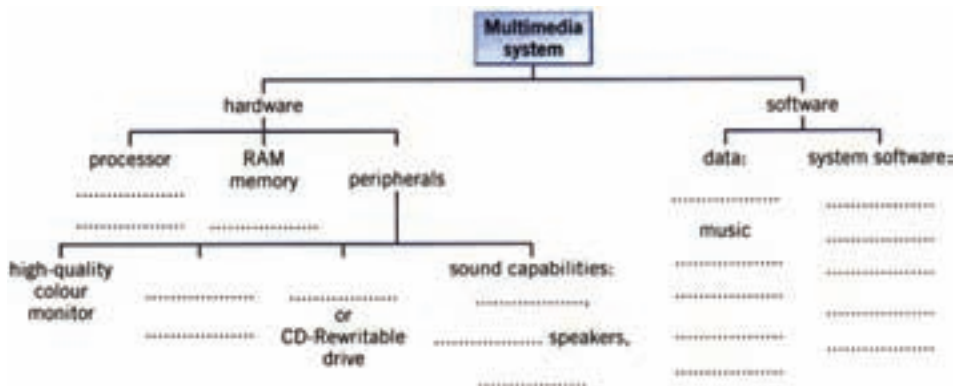 Multimedia
system
hardware
software
processor
RAM
memory
peripherals
data:
system software:
music
high-quality
colour
monitor
or
CD-Rewritable
drive
sound capabilities:
,
speakers,